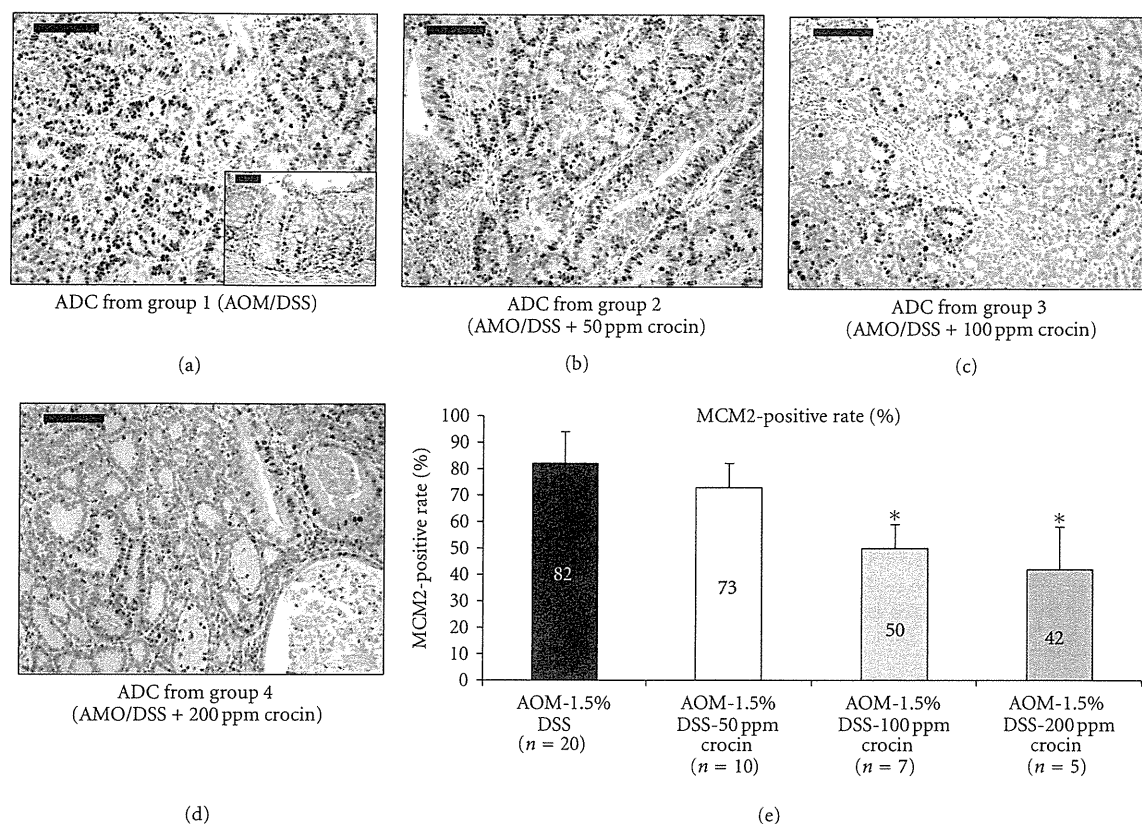 ADC from group 1 (AOM/DSS)
(a)
ADC from group 2
(AMO/DSS + 50 ppm crocin)
(b)
ADC from group 3
(AMO/DSS + 100 ppm crocin)
(c)
ADC from group 4
(AMO/DSS + 200 ppm crocin)
(d)
MCM2-positive rate (%)
MCM2-positive rate (%)
100
90
80
70
60
50
40
30
20
10
0
82
73
50
42
*
*
AOM-1.5%
DSS
(n = 20)
AOM-1.5%
DSS-50 ppm
crocin
(n = 10)
AOM-1.5%
DSS-100 ppm
crocin
(n = 7)
AOM-1.5%
DSS-200 ppm
crocin
(n = 5)
(e)